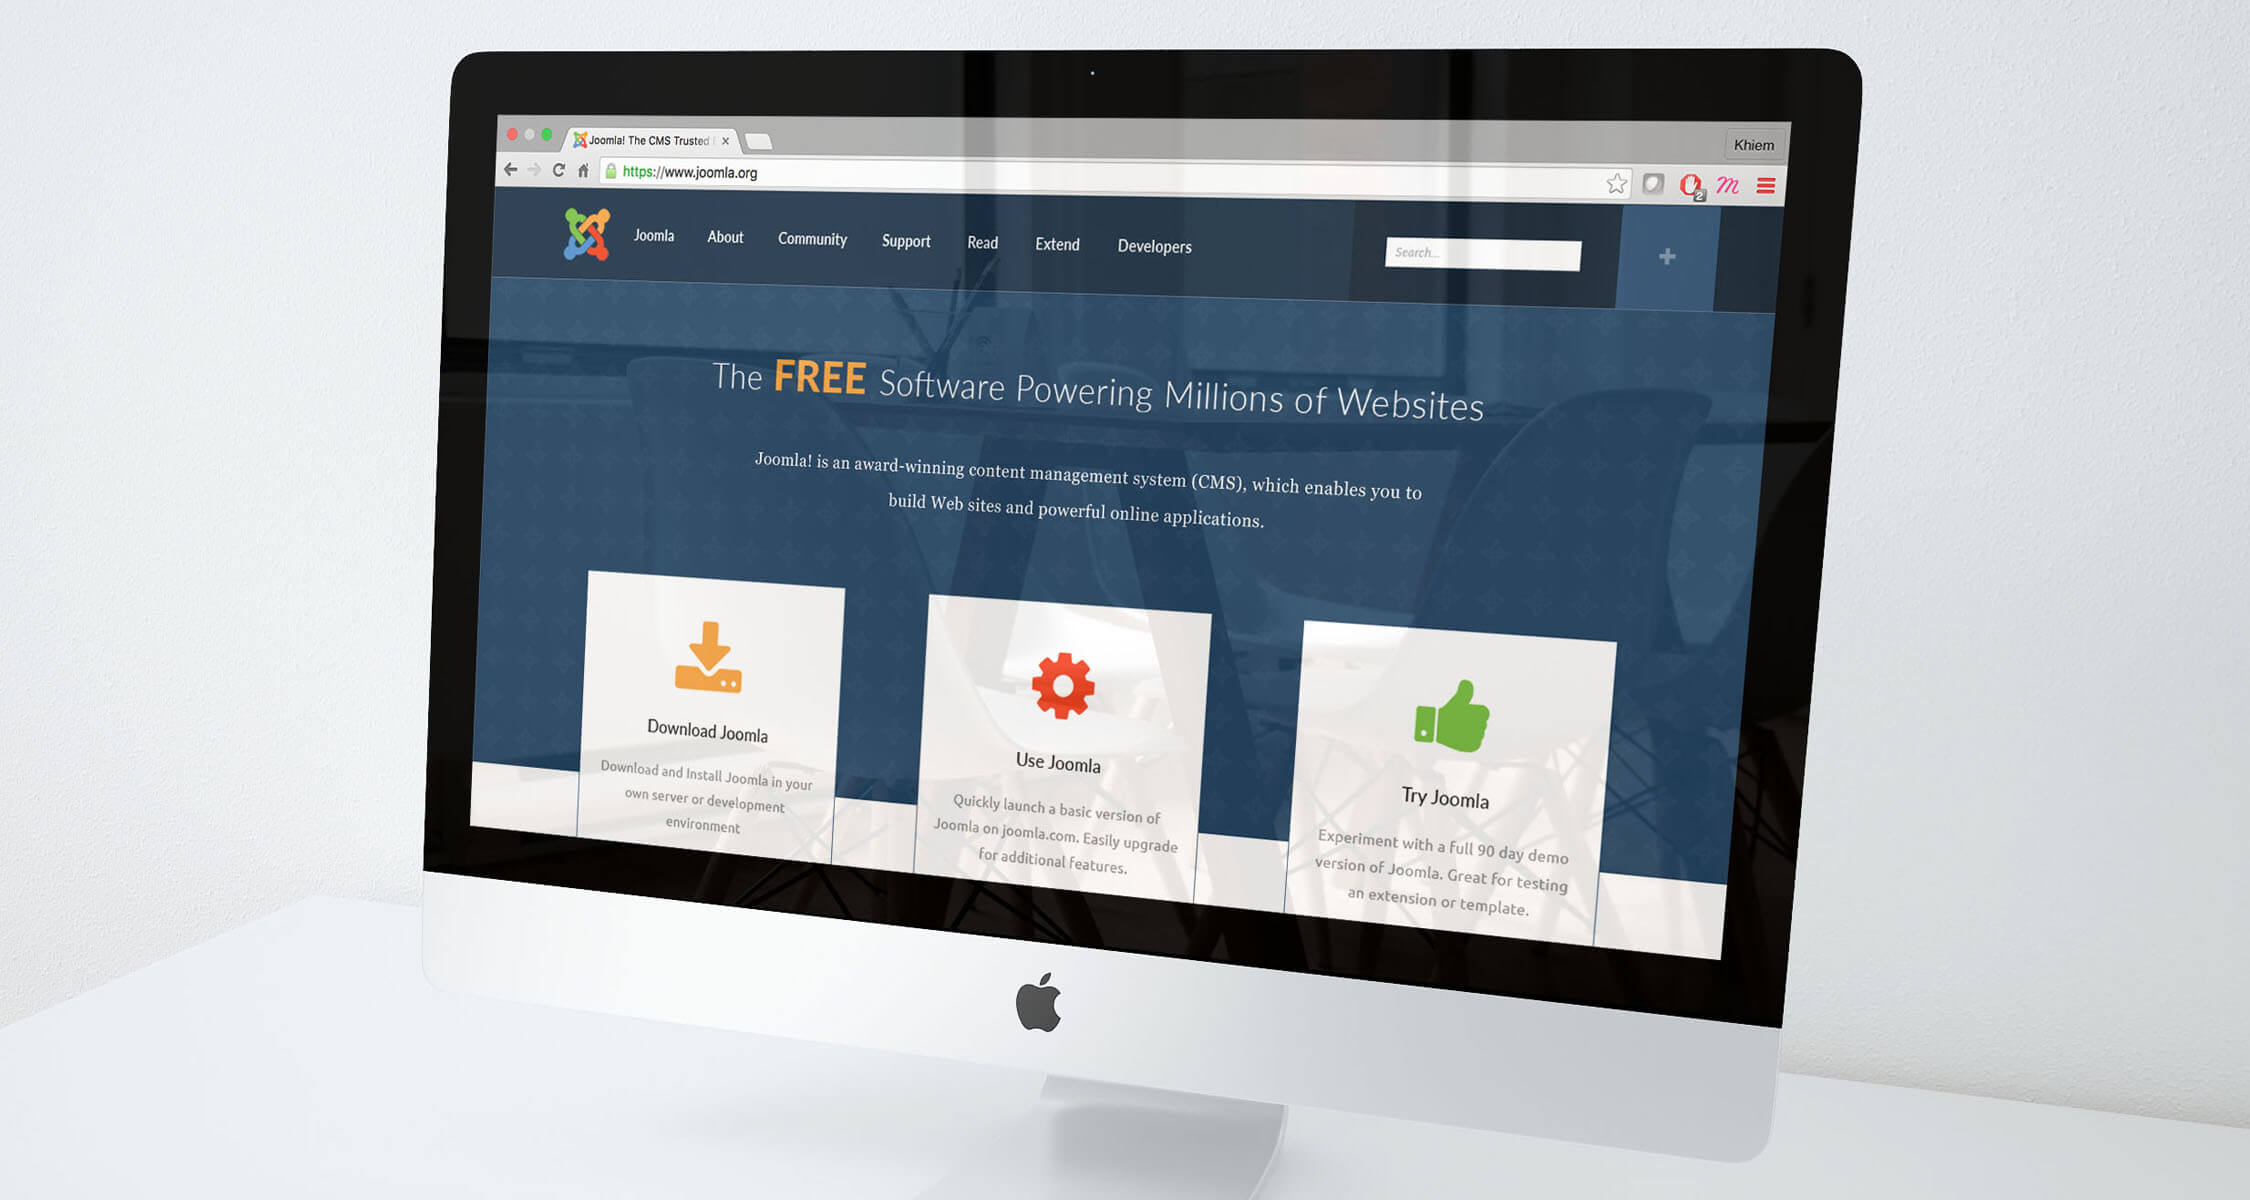 Joomla! The CMS Trusted
Khiem
https://www.joomla.org
2
m
Joomla About Community Support Read Extend Developers
Search...
The FREE Software Powering Millions of Websites
Joomla! is an award-winning content management system (CMS), which enables you to
build Web sites and powerful online applications.
Download Joomla
Download and Install Joomla in your
own server or development
environment
Use Joomla
Quickly launch a basic version of
Joomla on joomla.com. Easily upgrade
for additional features.
Try Joomla
Experiment with a full 90 day demo
version of Joomla. Great for testing
an extension or template.